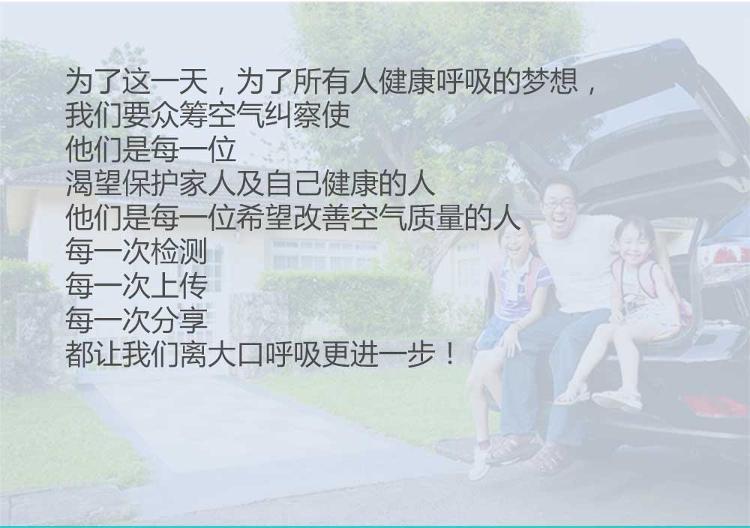 为了这一天，为了所有人健康呼吸的梦想，
我们要众筹空气纠察使
他们是每一位
渴望保护家人及自己健康的人
他们是每一位希望改善空气质量的人
每一次检测
每一次上传
每一次分享
都让我们离大口呼吸更进一步！